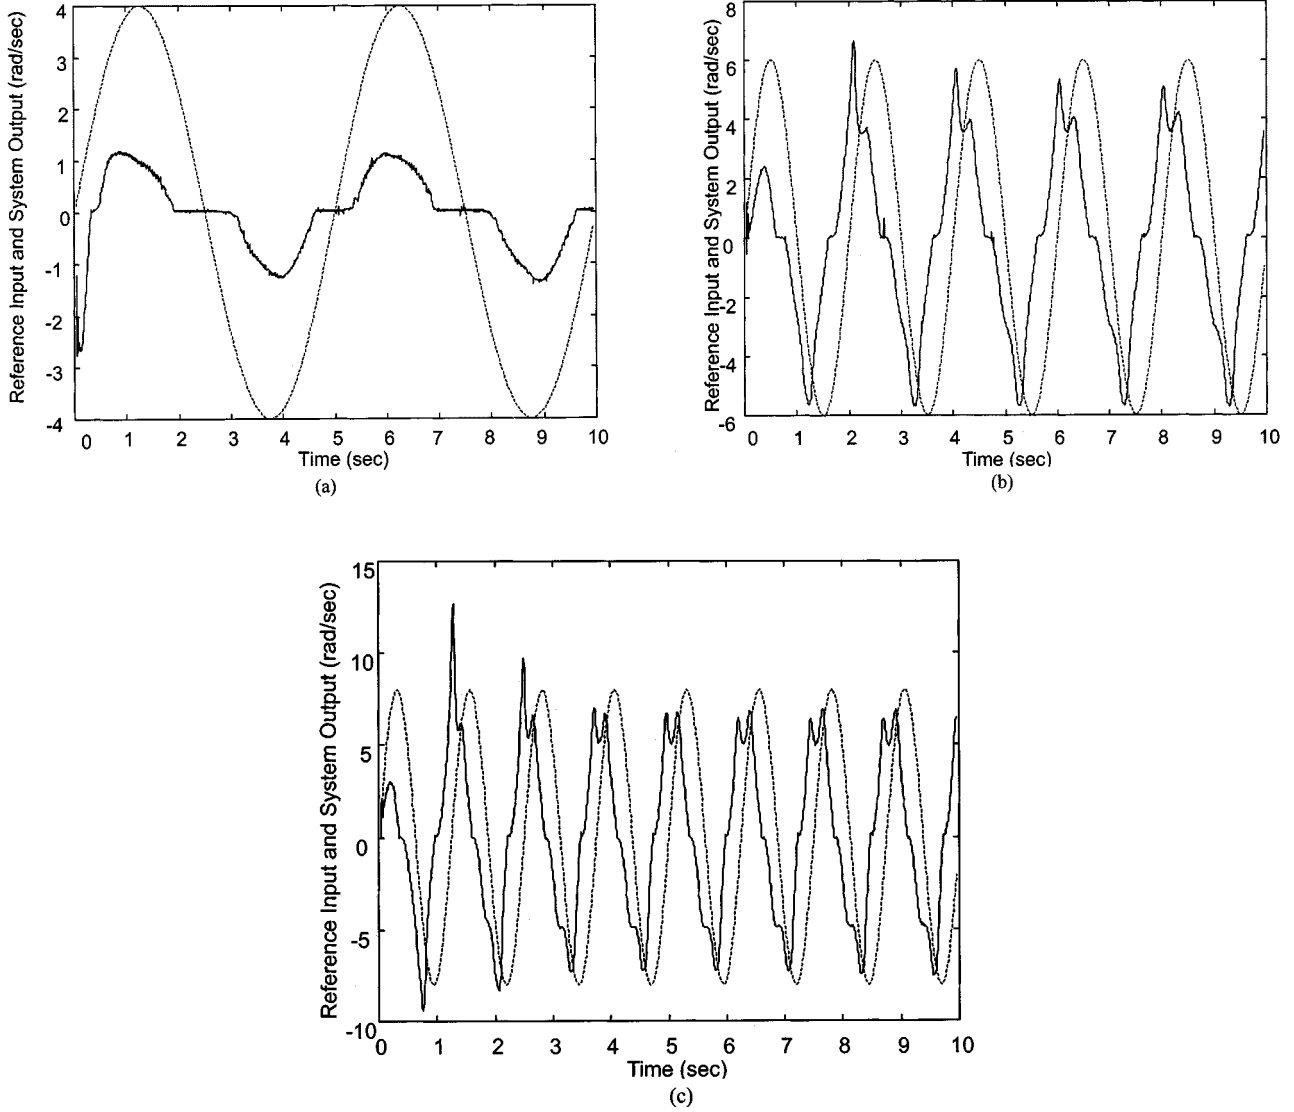 Reference Input and System Output (rad/sec)
4
3
2
1
0
-1
-2
-3
-4
0 1 2 3 4 5 6 7 8 9 10
Time (sec)
(a)
Reference Input and System Output (rad/sec)
8
6
4
2
0
-2
-4
-6
0 1 2 3 4 5 6 7 8 9 10
Time (sec)
(b)
Reference Input and System Output (rad/sec)
15
10
5
0
-5
-10
0 1 2 3 4 5 6 7 8 9 10
Time (sec)
(c)